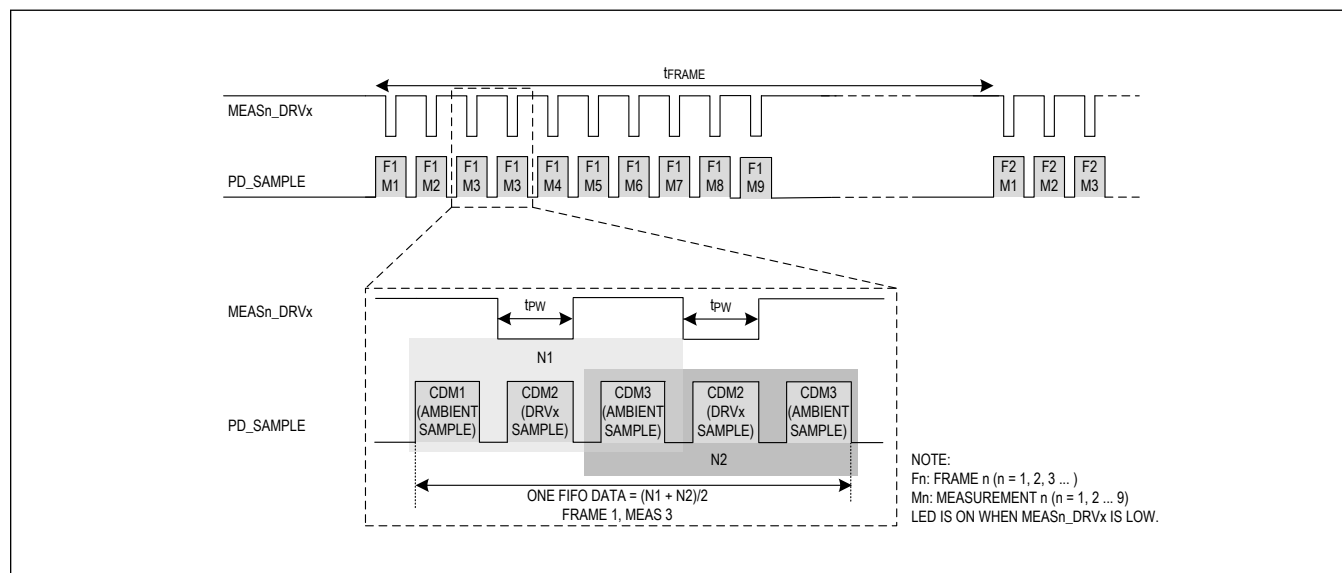 tFRAME
MEASn_DRVx
PD_SAMPLE
F1 M1
F1 M2
F1 M3
F1 M3
F1 M4
F1 M5
F1 M6
F1 M7
F1 M8
F1 M9
F2 M1
F2 M2
F2 M3
MEASn_DRVx
tPW
tPW
N1
PD_SAMPLE
CDM1
(AMBIENT
SAMPLE)
CDM2
(DRVx
SAMPLE)
CDM3
(AMBIENT
SAMPLE)
CDM2
(DRVx
SAMPLE)
CDM3
(AMBIENT
SAMPLE)
N2
ONE FIFO DATA = (N1 + N2)/2
FRAME 1, MEAS 3
NOTE:
Fn: FRAME n (n = 1, 2, 3 ... )
Mn: MEASUREMENT n (n = 1, 2 ... 9)
LED IS ON WHEN MEASn_DRVx IS LOW.